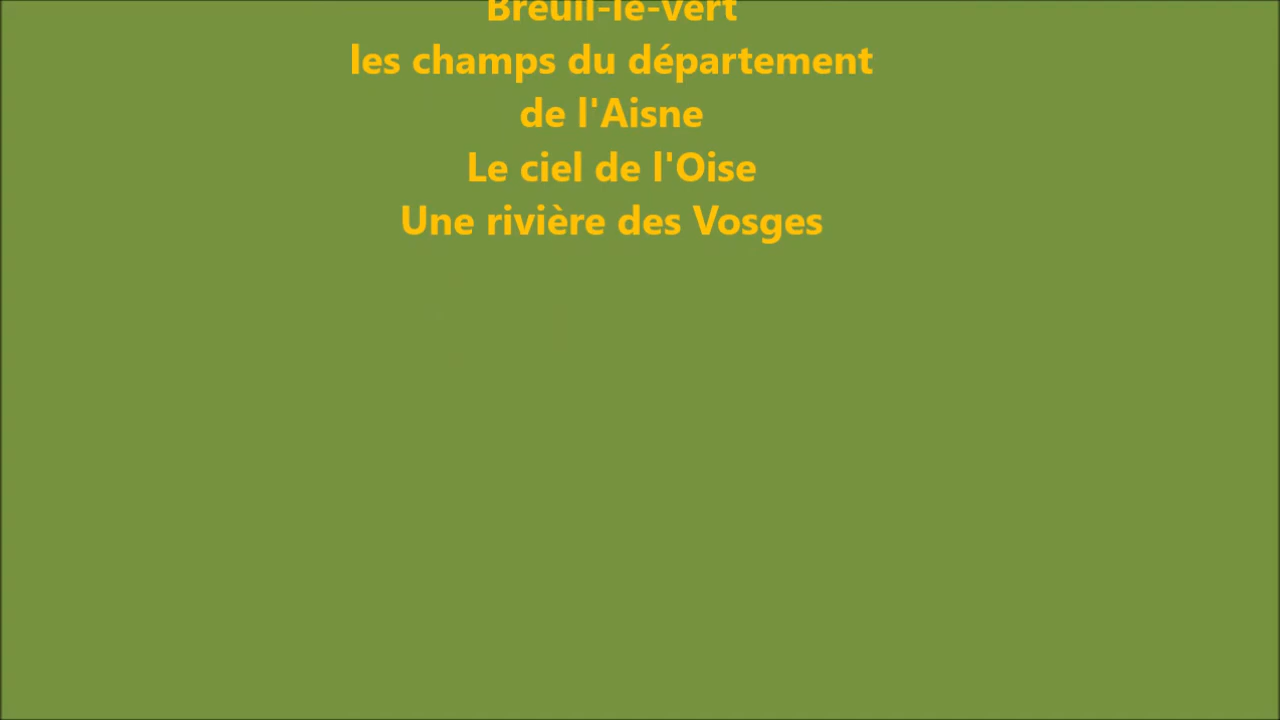 Breuil-le-vert
les champs du département
de l'Aisne
Le ciel de l'Oise
Une rivière des Vosges